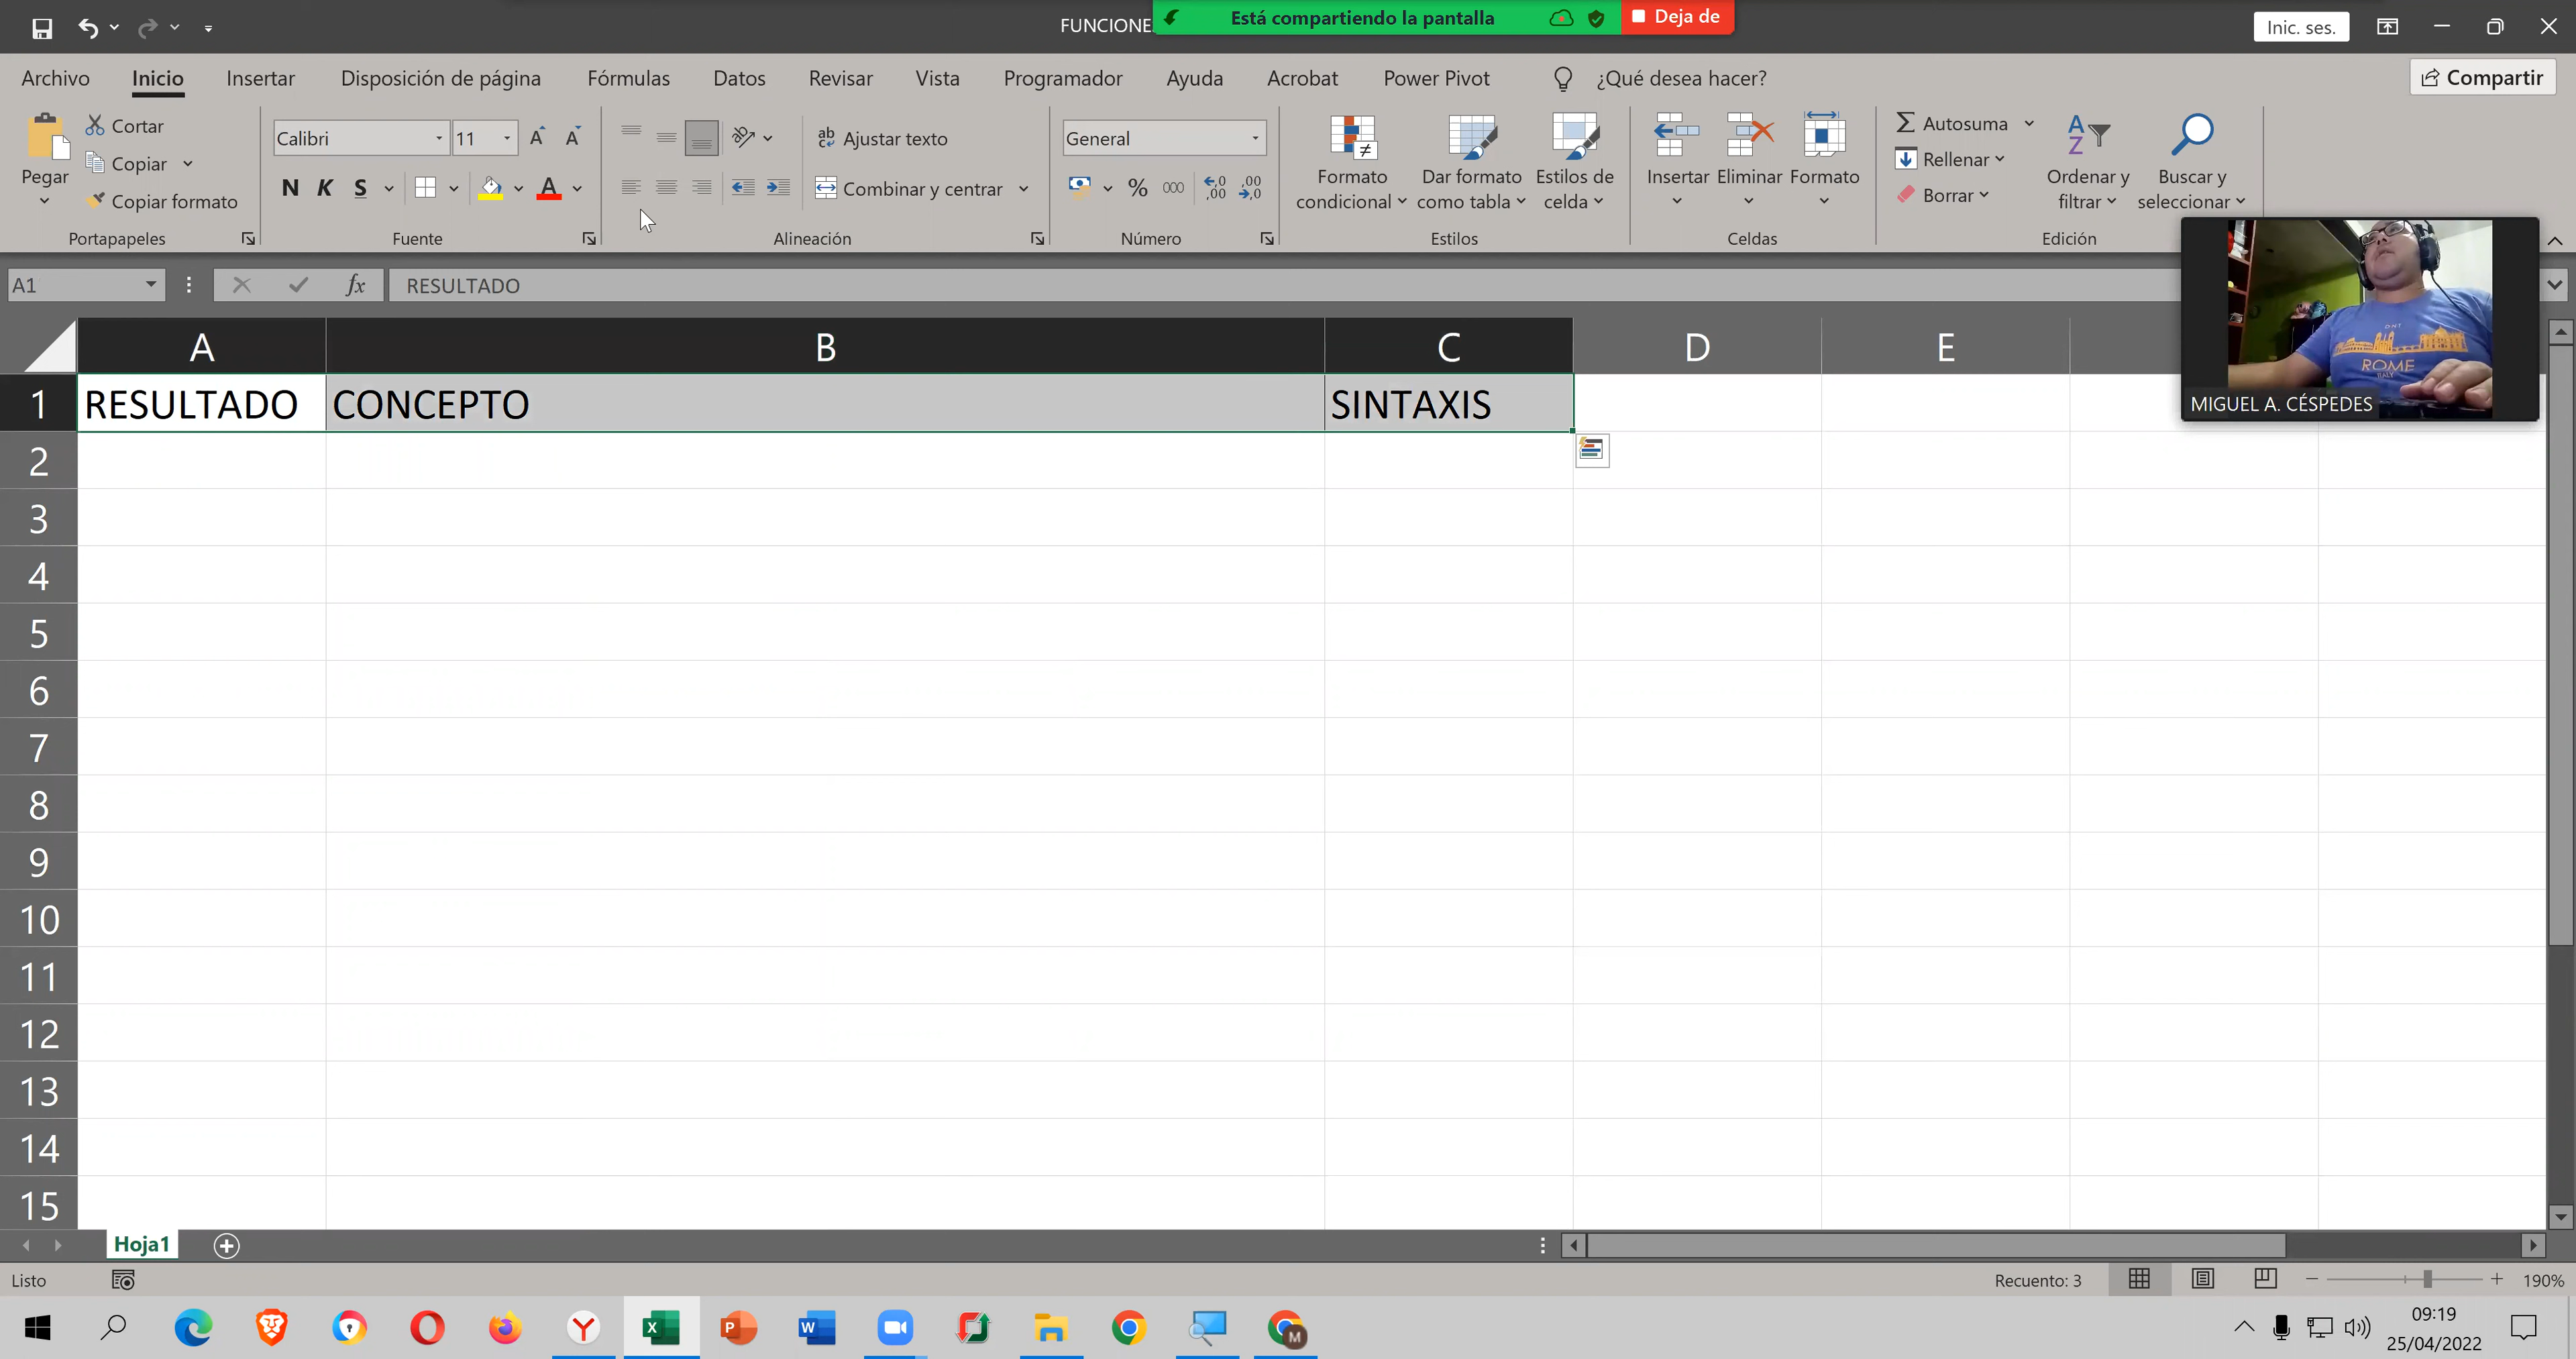 FUNCIONE
Está compartiendo la pantalla
Deja de
Inic. ses.
Archivo Inicio Insertar Disposición de página Fórmulas Datos Revisar Vista Programador Ayuda Acrobat Power Pivot ¿Qué desea hacer? Compartir
Pegar
Cortar
Copiar
Copiar formato
Portapapeles
Calibri 11
N K S
Fuente
Ajustar texto
Combinar y centrar
Alineación
General
% 000
Número
Formato condicional
Dar formato como tabla
Estilos de celda
Estilos
Insertar Eliminar Formato
Celdas
Autosuma
Rellenar
Borrar
Ordenar y filtrar
Buscar y seleccionar
Edición
A1 fx RESULTADO
MIGUEL A. CÉSPEDES
ROME
A B C D E
1 RESULTADO CONCEPTO SINTAXIS
2
3
4
5
6
7
8
9
10
11
12
13
14
15
Hoja1
Listo Recuento: 3 190%
09:19
25/04/2022